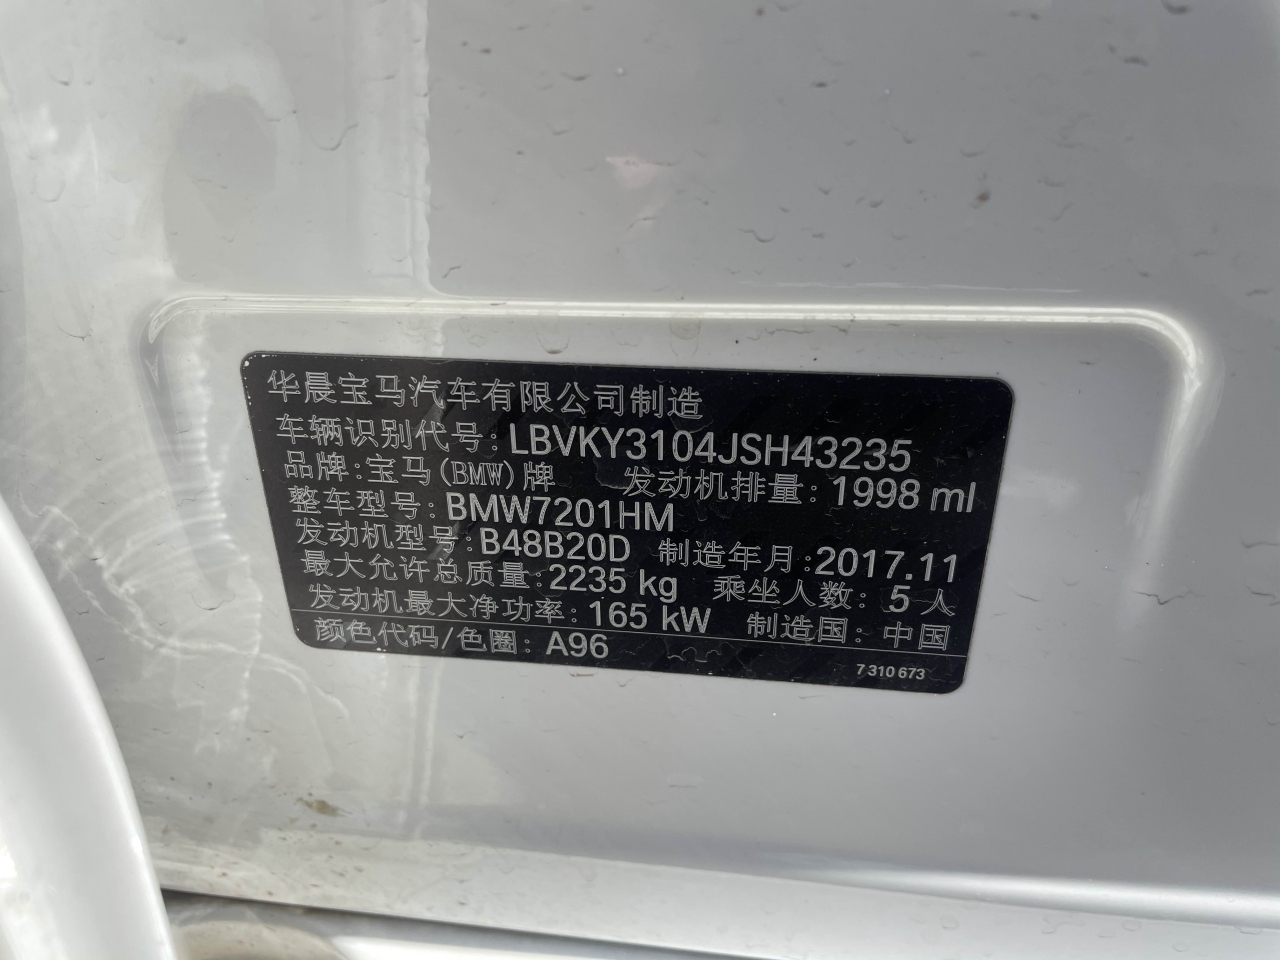 华晨宝马汽车有限公司制造
车辆识别代号: LBVKY3104JSH43235
品牌: 宝马(BMW)牌 发动机排量: 1998 ml
整车型号: BMW7201HM
发动机型号: B48B20D 制造年月: 2017.11
最大允许总质量: 2235 kg 乘坐人数: 5 人
发动机最大净功率: 165 kW 制造国: 中国
颜色代码/色圈: A96
7 310 673